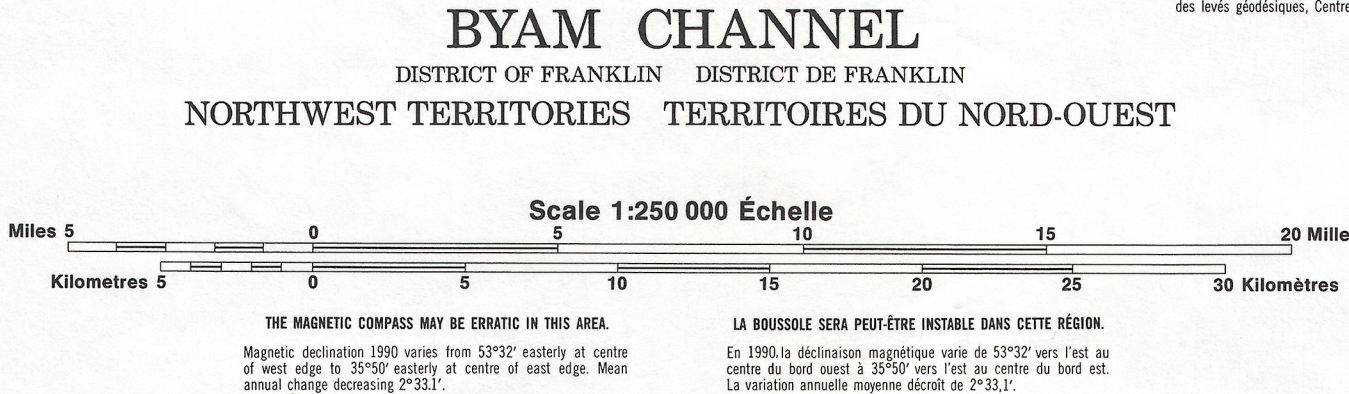 des levés géodésiques, Centre
BYAM CHANNEL
DISTRICT OF FRANKLIN DISTRICT DE FRANKLIN
NORTHWEST TERRITORIES TERRITOIRES DU NORD-OUEST
Scale 1:250 000 Échelle
Miles 5 0 5 10 15 20 Mille
Kilometres 5 0 5 10 15 20 25 30 Kilomètres
THE MAGNETIC COMPASS MAY BE ERRATIC IN THIS AREA.
Magnetic declination 1990 varies from 53°32′ easterly at centre
of west edge to 35°50′ easterly at centre of east edge. Mean
annual change decreasing 2°33.1′.
LA BOUSSOLE SERA PEUT-ÊTRE INSTABLE DANS CETTE RÉGION.
En 1990, la déclinaison magnétique varie de 53°32′ vers l'est au
centre du bord ouest à 35°50′ vers l'est au centre du bord est.
La variation annuelle moyenne décroît de 2°33,1′.